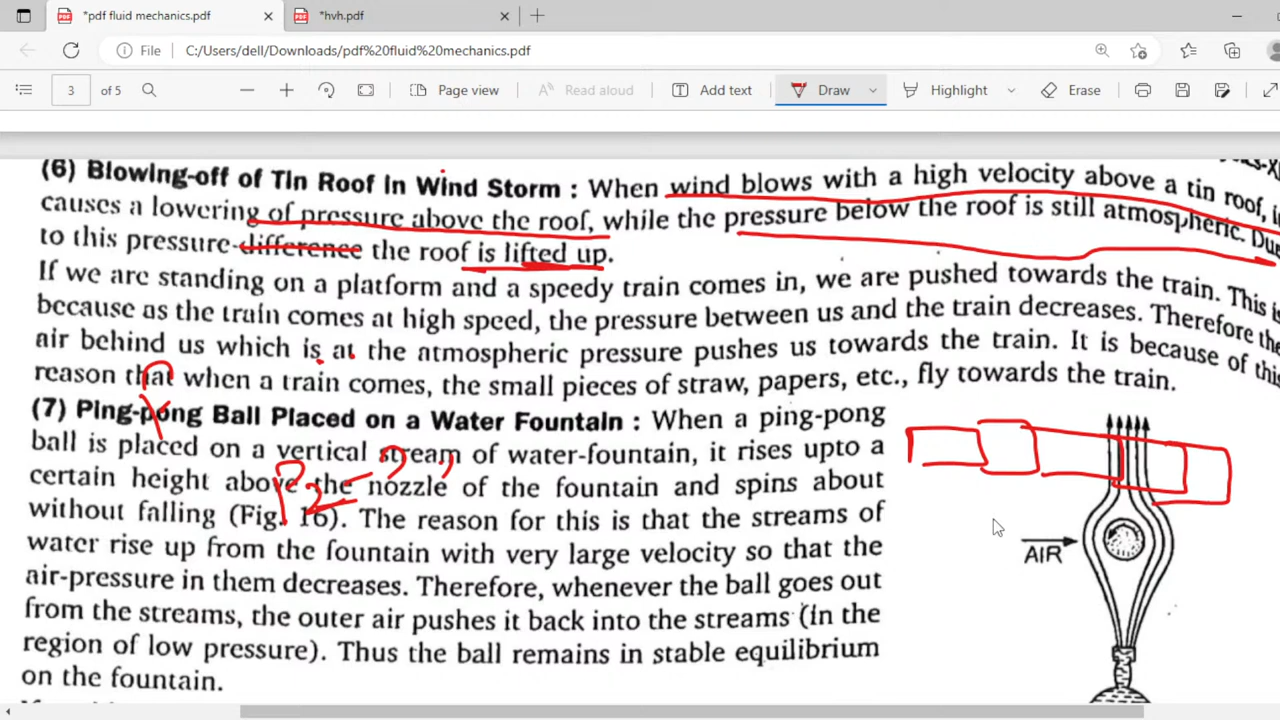 *pdf fluid mechanics.pdf
*hvh.pdf
File
C:/Users/dell/Downloads/pdf%20fluid%20mechanics.pdf
3 of 5
Page view
Read aloud
Add text
Draw
Highlight
Erase
(6) Blowing-off of Tin Roof in Wind Storm : When wind blows with a high velocity above a tin roof, i
causes a lowering of pressure above the roof, while the pressure below the roof is still atmospheric. Due
to this pressure-difference the roof is lifted up.
If we are standing on a platform and a speedy train comes in, we are pushed towards the train. This is
because as the train comes at high speed, the pressure between us and the train decreases. Therefore the
air behind us which is at the atmospheric pressure pushes us towards the train. It is because of this
reason that when a train comes, the small pieces of straw, papers, etc., fly towards the train.
(7) Ping-pong Ball Placed on a Water Fountain : When a ping-pong
ball is placed on a vertical stream of water-fountain, it rises upto a
certain height above the nozzle of the fountain and spins about
without falling (Fig. 16). The reason for this is that the streams of
water rise up from the fountain with very large velocity so that the
air-pressure in them decreases. Therefore, whenever the ball goes out
from the streams, the outer air pushes it back into the streams (in the
region of low pressure). Thus the ball remains in stable equilibrium
on the fountain.
AIR